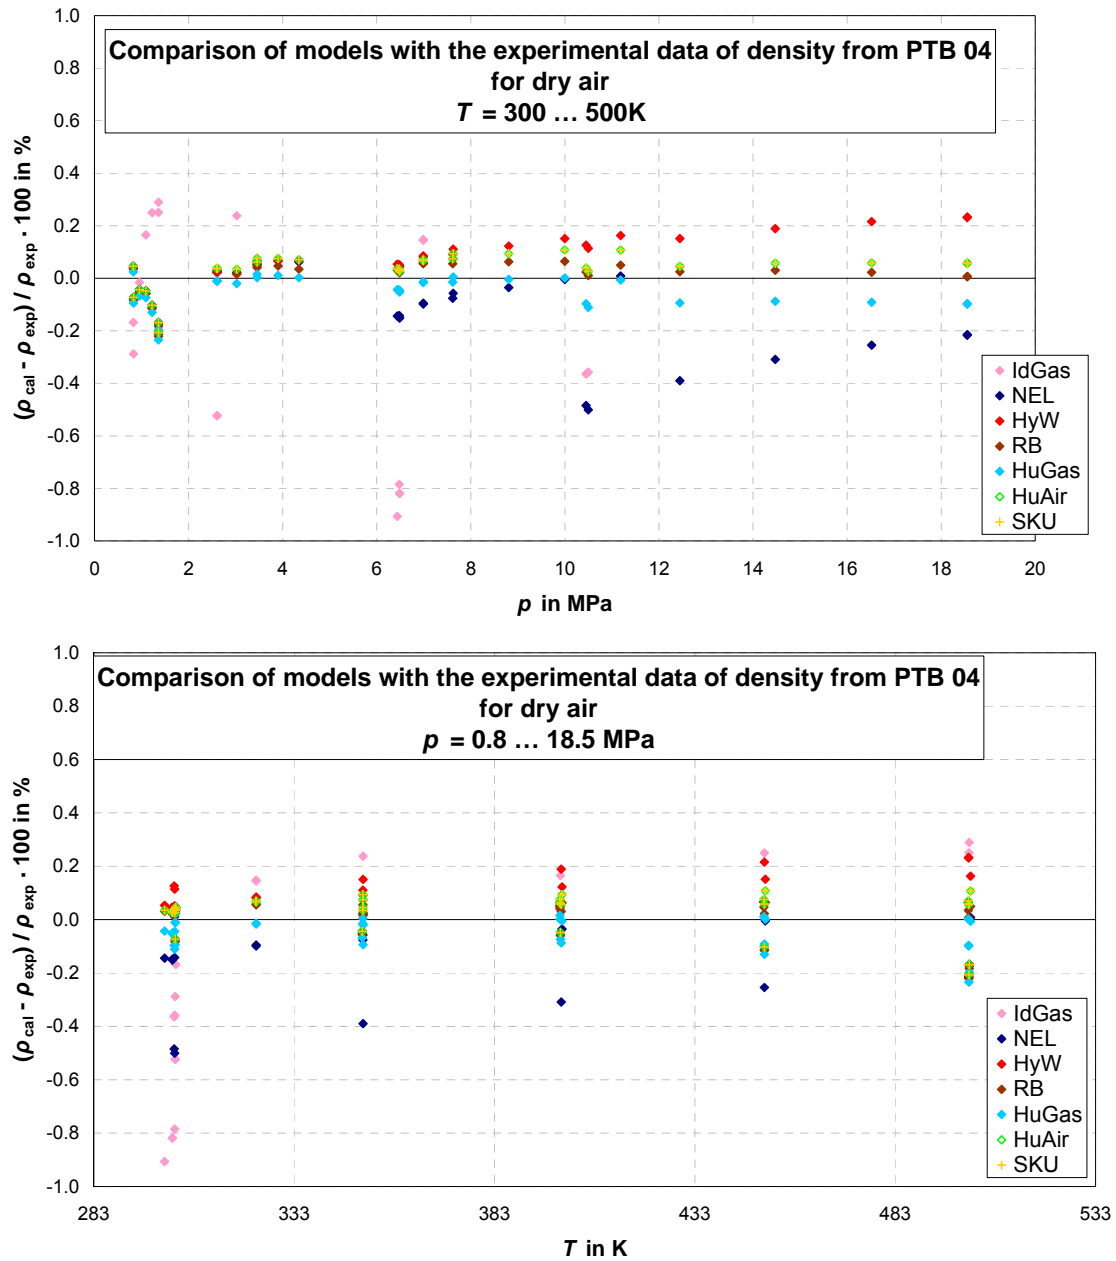 1.0
0.8
0.6
0.4
0.2
0.0
-0.2
-0.4
-0.6
-0.8
-1.0
(ρ cal - ρ exp) / ρ exp · 100 in %
Comparison of models with the experimental data of density from PTB 04
for dry air
T = 300 … 500K
IdGas
NEL
HyW
RB
HuGas
HuAir
SKU
0 2 4 6 8 10 12 14 16 18 20
p in MPa
1.0
0.8
0.6
0.4
0.2
0.0
-0.2
-0.4
-0.6
-0.8
-1.0
(ρ cal - ρ exp) / ρ exp · 100 in %
Comparison of models with the experimental data of density from PTB 04
for dry air
p = 0.8 … 18.5 MPa
IdGas
NEL
HyW
RB
HuGas
HuAir
SKU
283 333 383 433 483 533
T in K